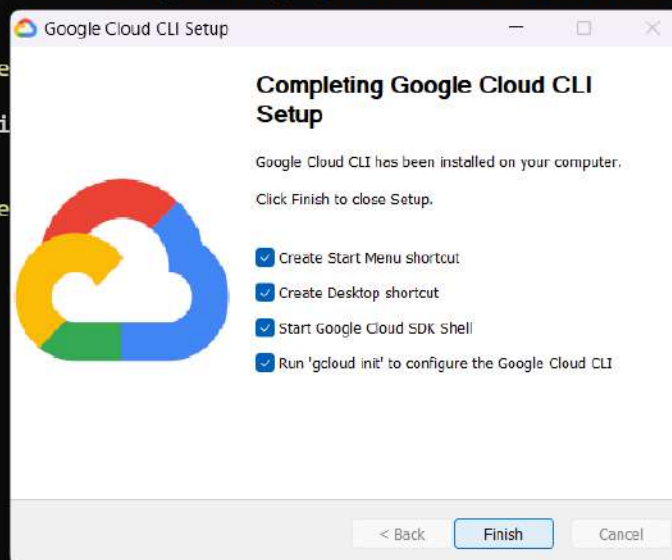 Google Cloud CLI Setup
Completing Google Cloud CLI
Setup
Google Cloud CLI has been installed on your computer.
Click Finish to close Setup.
Create Start Menu shortcut
Create Desktop shortcut
Start Google Cloud SDK Shell
Run 'gcloud init' to configure the Google Cloud CLI
< Back Finish Cancel